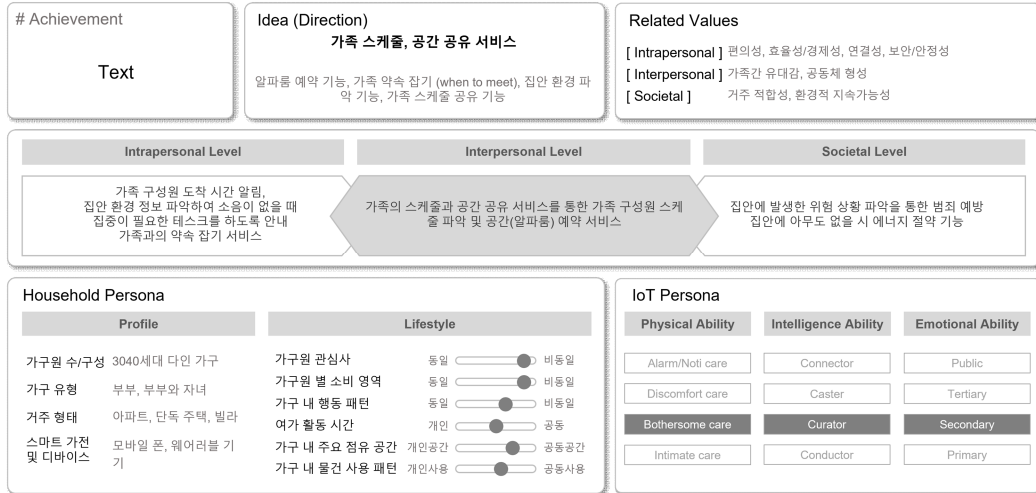 # Achievement
Text
Idea (Direction)
가족 스케줄, 공간 공유 서비스
알파룸 예약 기능, 가족 약속 잡기 (when to meet), 집안 환경 파
악 기능, 가족 스케줄 공유 기능
Related Values
[ Intrapersonal ] 편의성, 효율성/경제성, 연결성, 보안/안정성
[ Interpersonal ] 가족간 유대감, 공동체 형성
[ Societal ] 거주 적합성, 환경적 지속가능성
Intrapersonal Level
가족 구성원 도착 시간 알림,
집안 환경 정보 파악하여 소음이 없을 때
집중이 필요한 테스크를 하도록 안내
가족과의 약속 잡기 서비스
Interpersonal Level
가족의 스케줄과 공간 공유 서비스를 통한 가족 구성원 스케
줄 파악 및 공간(알파룸) 예약 서비스
Societal Level
집안에 발생한 위험 상황 파악을 통한 범죄 예방
집안에 아무도 없을 시 에너지 절약 기능
Household Persona
Profile
가구원 수/구성 3040세대 다인 가구
가구 유형 부부, 부부와 자녀
거주 형태 아파트, 단독 주택, 빌라
스마트 가전
및 디바이스
모바일 폰, 웨어러블 기
기
Lifestyle
가구원 관심사 동일 비동일
가구원 별 소비 영역 동일 비동일
가구 내 행동 패턴 동일 비동일
여가 활동 시간 개인 공동
가구 내 주요 점유 공간 개인공간 공동공간
가구 내 물건 사용 패턴 개인사용 공동사용
IoT Persona
Physical Ability Intelligence Ability Emotional Ability
Alarm/Noti care Connector Public
Discomfort care Caster Tertiary
Bothersome care Curator Secondary
Intimate care Conductor Primary